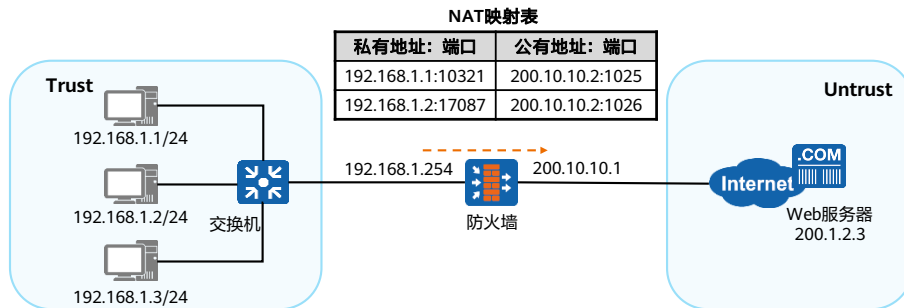 NAT映射表
私有地址：端口 公有地址：端口
192.168.1.1:10321 200.10.10.2:1025
192.168.1.2:17087 200.10.10.2:1026
Trust
Untrust
192.168.1.1/24
192.168.1.2/24
192.168.1.3/24
交换机
192.168.1.254
200.10.10.1
防火墙
Internet
.COM
Web服务器
200.1.2.3